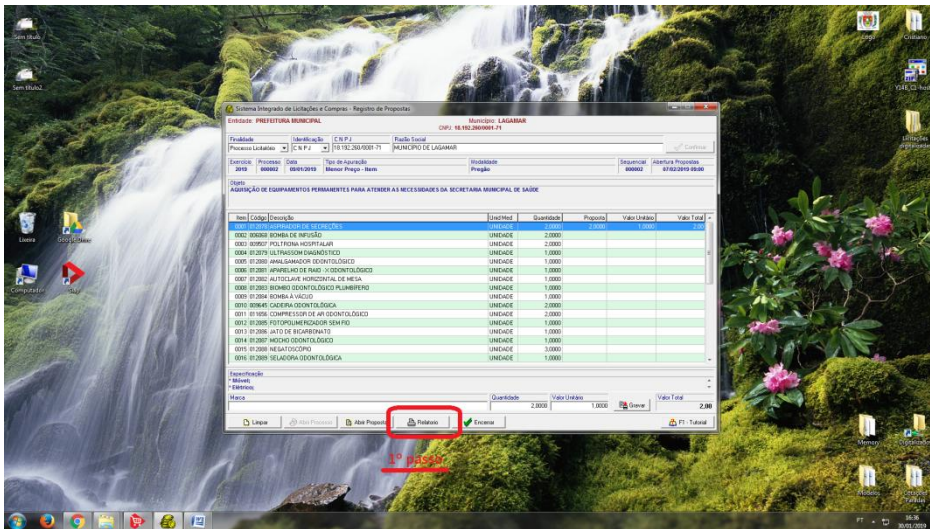 Sem título
Sem título2
Lixeira
Google Drive
Computador
Cristiano
Memory
Modelos
Sistema Integrado de Licitações e Compras - Registro de Propostas
Entidade: PREFEITURA MUNICIPAL
Município: LAGAMAR
CNPJ: 18.192.260/0001-71
Finalidade Identificação C.N.P.J Razão Social
Processo Licitatório C N P J 18.192.260/0001-71 MUNICIPIO DE LAGAMAR
Confirmar
Exercício Processo Data Tipo de Apuração Modalidade Sequencial Abertura Propostas
2019 000002 09/01/2019 Menor Preço - Item Pregão 000002 07/02/2019 09:00
Objeto
AQUISIÇÃO DE EQUIPAMENTOS PERMANENTES PARA ATENDER AS NECESSIDADES DA SECRETARIA MUNICIPAL DE SAÚDE
Item Código Descrição Unid Med Quantidade Proposta Valor Unitário Valor Total
0001 012078 ASPIRADOR DE SECREÇÕES UNIDADE 2,0000 2,0000 1,0000 2,00
0002 006060 BOMBA DE INFUSÃO UNIDADE 2,0000
0003 009507 POLTRONA HOSPITALAR UNIDADE 2,0000
0004 012079 ULTRASSOM DIAGNÓSTICO UNIDADE 1,0000
0005 012080 AMALGAMADOR ODONTOLÓGICO UNIDADE 1,0000
0006 012081 APARELHO DE RAIO - X ODONTOLÓGICO UNIDADE 1,0000
0007 012082 AUTOCLAVE HORIZONTAL DE MESA UNIDADE 1,0000
0008 012083 BIOMBO ODONTOLÓGICO PLUMBÍFERO UNIDADE 1,0000
0009 012084 BOMBA À VÁCUO UNIDADE 1,0000
0010 009645 CADEIRA ODONTOLÓGICA UNIDADE 2,0000
0011 011656 COMPRESSOR DE AR ODONTOLÓGICO UNIDADE 2,0000
0012 012085 FOTOPOLIMERIZADOR SEM FIO UNIDADE 1,0000
0013 012086 JATO DE BICARBONATO UNIDADE 1,0000
0014 012087 MOCHO ODONTOLÓGICO UNIDADE 1,0000
0015 012088 NEGATOSCÓPIO UNIDADE 3,0000
0016 012089 SELADORA ODONTOLÓGICA UNIDADE 1,0000
Especificação
* Móvel;
* Elétrico;
Marca Quantidade Valor Unitário Valor Total
2,0000 1,0000 Gravar 2,00
Limpar Abrir Processo Abrir Proposta Relatorio Encerrar F1 - Tutorial
1º passo
PT 16:36
30/01/2019